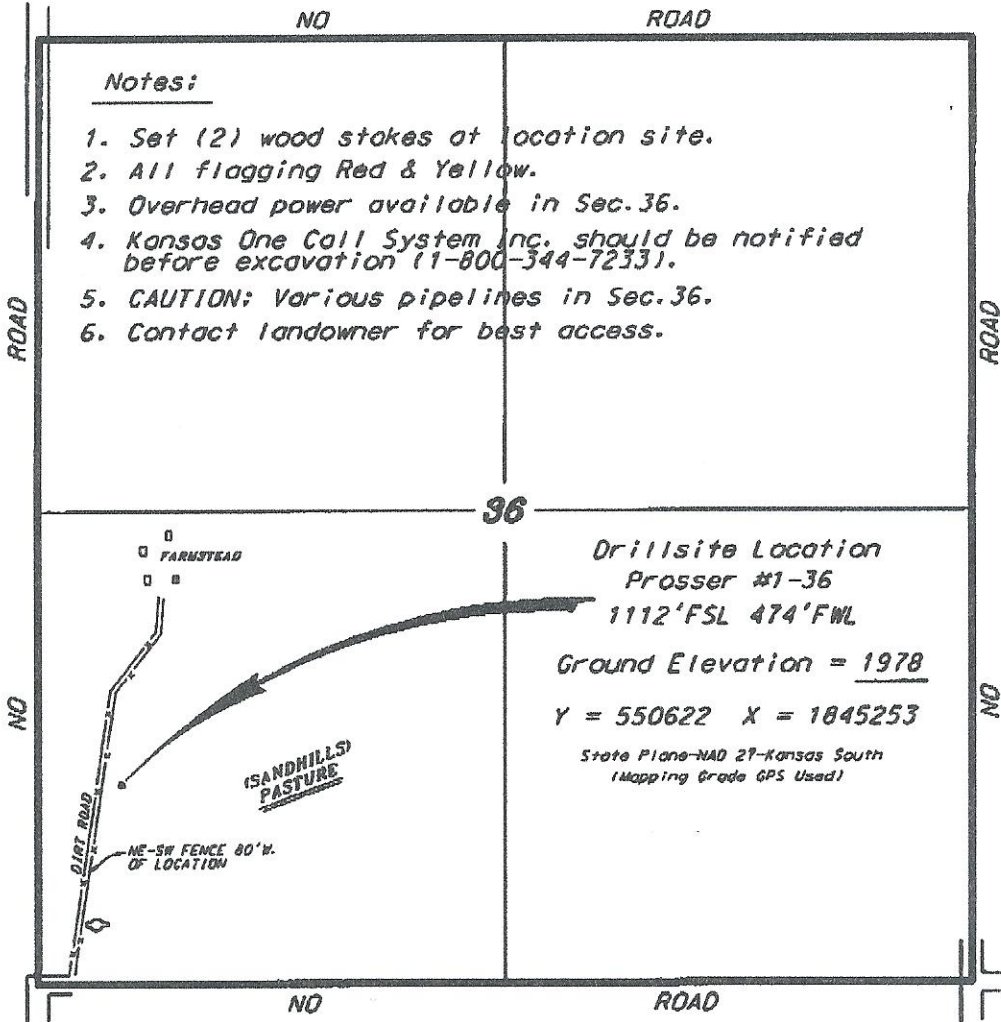 NO ROAD
Notes:
1. Set (2) wood stakes at location site.
2. All flagging Red & Yellow.
3. Overhead power available in Sec.36.
4. Kansas One Call System Inc. should be notified
before excavation (1-800-344-7233).
5. CAUTION: Various pipelines in Sec.36.
6. Contact landowner for best access.
ROAD
ROAD
36
FARMSTEAD
Drillsite Location
Prosser #1-36
1112'FSL 474'FWL
Ground Elevation = 1978
Y = 550622 X = 1845253
State Plane-NAD 27-Kansas South
(Mapping Grade GPS Used)
NO
NO
(SANDHILLS)
PASTURE
DIRT ROAD
NE-SW FENCE 80'W.
OF LOCATION
NO ROAD